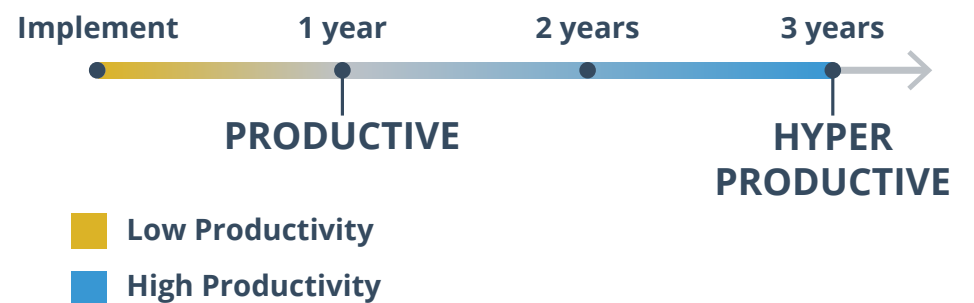 Implement 1 year 2 years 3 years
PRODUCTIVE
HYPER
PRODUCTIVE
Low Productivity
High Productivity